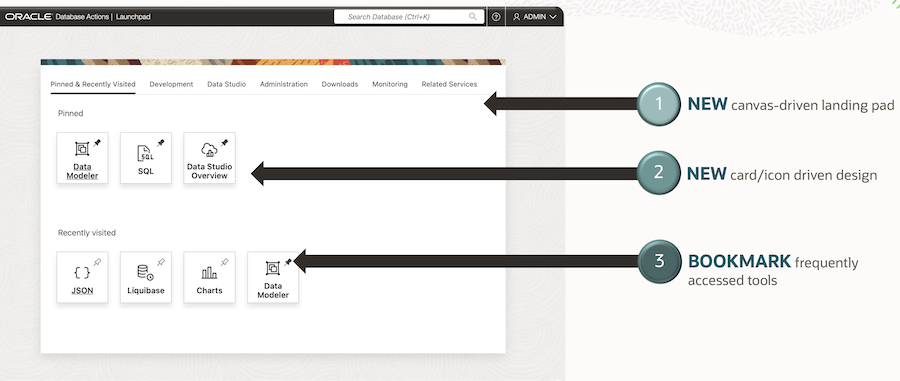 ORACLE Database Actions | Launchpad
Search Database (Ctrl+K)
? ADMIN
Pinned & Recently Visited Development Data Studio Administration Downloads Monitoring Related Services
Pinned
Data
Modeler
SQL
SQL
Data Studio
Overview
Recently visited
{ }
JSON
Liquibase
Charts
Data
Modeler
1 NEW canvas-driven landing pad
2 NEW card/icon driven design
3 BOOKMARK frequently
accessed tools